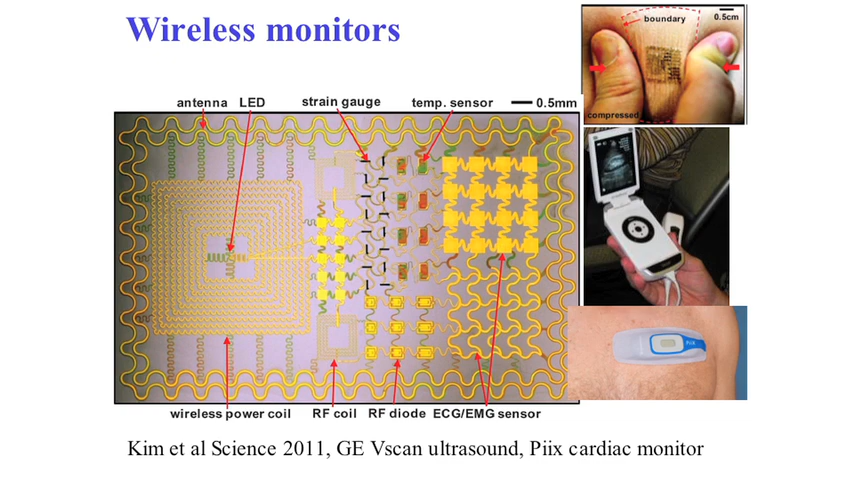 Wireless monitors
boundary
0.5cm
compressed
antenna LED strain gauge temp. sensor 0.5mm
PiiX
wireless power coil RF coil RF diode ECG/EMG sensor
Kim et al Science 2011, GE Vscan ultrasound, Piix cardiac monitor